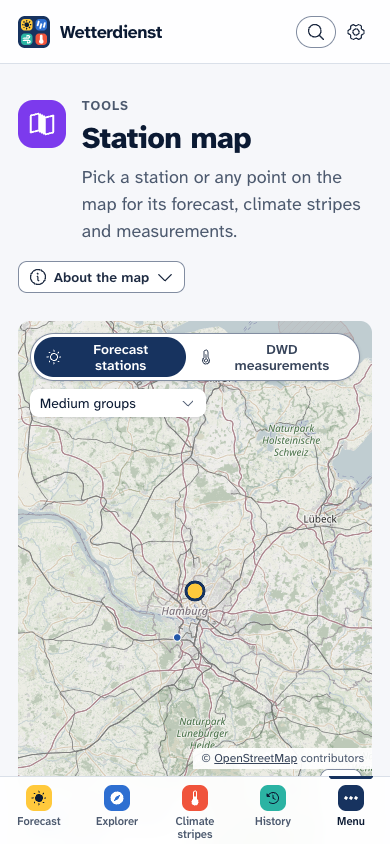 Wetterdienst
TOOLS
Station map
Pick a station or any point on the
map for its forecast, climate stripes
and measurements.
About the map
Forecast
stations
DWD
measurements
Medium groups
Naturpark
Holsteinische
Schweiz
Lübeck
Hamburg
Naturpark
Lüneburger
Heide
© OpenStreetMap contributors
Forecast
Explorer
Climate
stripes
History
Menu